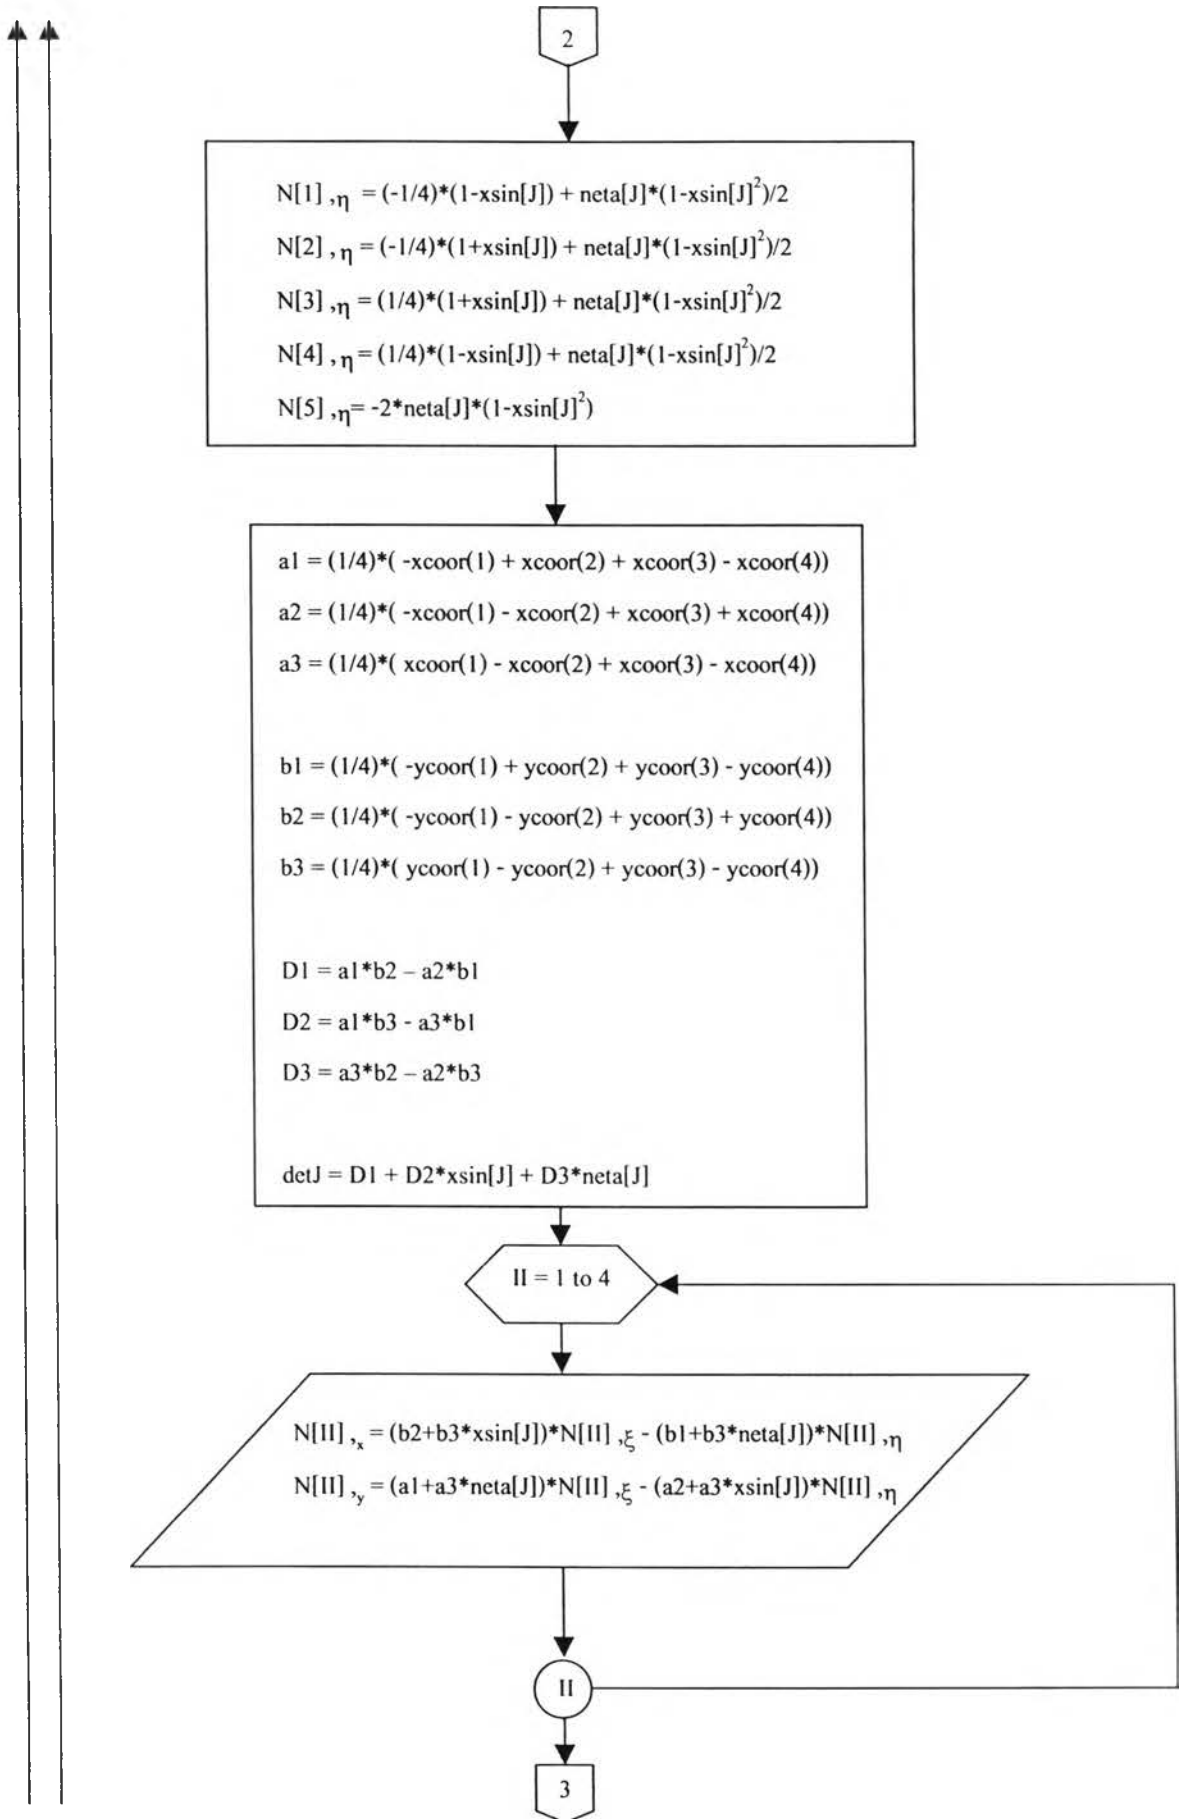 2
N[1] ,η = (-1/4)*(1-xsin[J]) + neta[J]*(1-xsin[J]²)/2
N[2] ,η = (-1/4)*(1+xsin[J]) + neta[J]*(1-xsin[J]²)/2
N[3] ,η = (1/4)*(1+xsin[J]) + neta[J]*(1-xsin[J]²)/2
N[4] ,η = (1/4)*(1-xsin[J]) + neta[J]*(1-xsin[J]²)/2
N[5] ,η= -2*neta[J]*(1-xsin[J]²)
a1 = (1/4)*( -xcoor(1) + xcoor(2) + xcoor(3) - xcoor(4))
a2 = (1/4)*( -xcoor(1) - xcoor(2) + xcoor(3) + xcoor(4))
a3 = (1/4)*( xcoor(1) - xcoor(2) + xcoor(3) - xcoor(4))
b1 = (1/4)*( -ycoor(1) + ycoor(2) + ycoor(3) - ycoor(4))
b2 = (1/4)*( -ycoor(1) - ycoor(2) + ycoor(3) + ycoor(4))
b3 = (1/4)*( ycoor(1) - ycoor(2) + ycoor(3) - ycoor(4))
D1 = a1*b2 – a2*b1
D2 = a1*b3 - a3*b1
D3 = a3*b2 – a2*b3
detJ = D1 + D2*xsin[J] + D3*neta[J]
II = 1 to 4
N[II] ,x = (b2+b3*xsin[J])*N[II] ,ξ - (b1+b3*neta[J])*N[II] ,η
N[II] ,y = (a1+a3*neta[J])*N[II] ,ξ - (a2+a3*xsin[J])*N[II] ,η
II
3